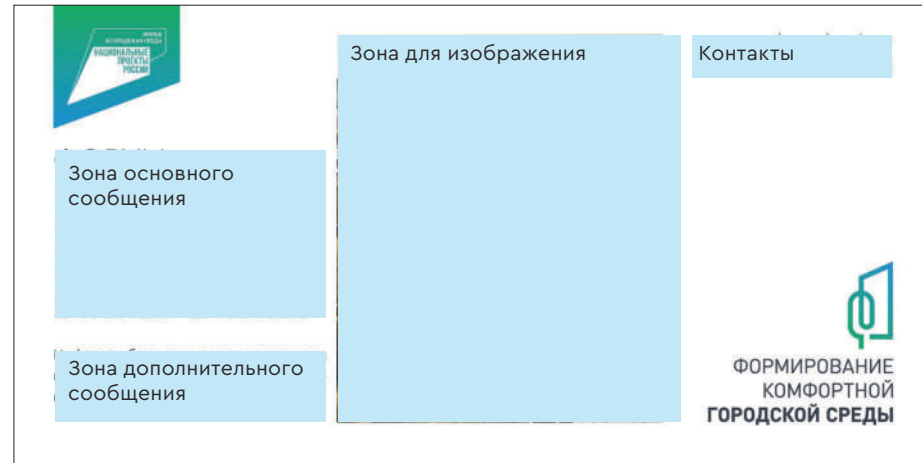 НАЦИОНАЛЬНЫЕ
ПРОЕКТЫ
РОССИИ
Зона для изображения
Контакты
Зона основного
сообщения
Зона дополнительного
сообщения
ФОРМИРОВАНИЕ
КОМФОРТНОЙ
ГОРОДСКОЙ СРЕДЫ